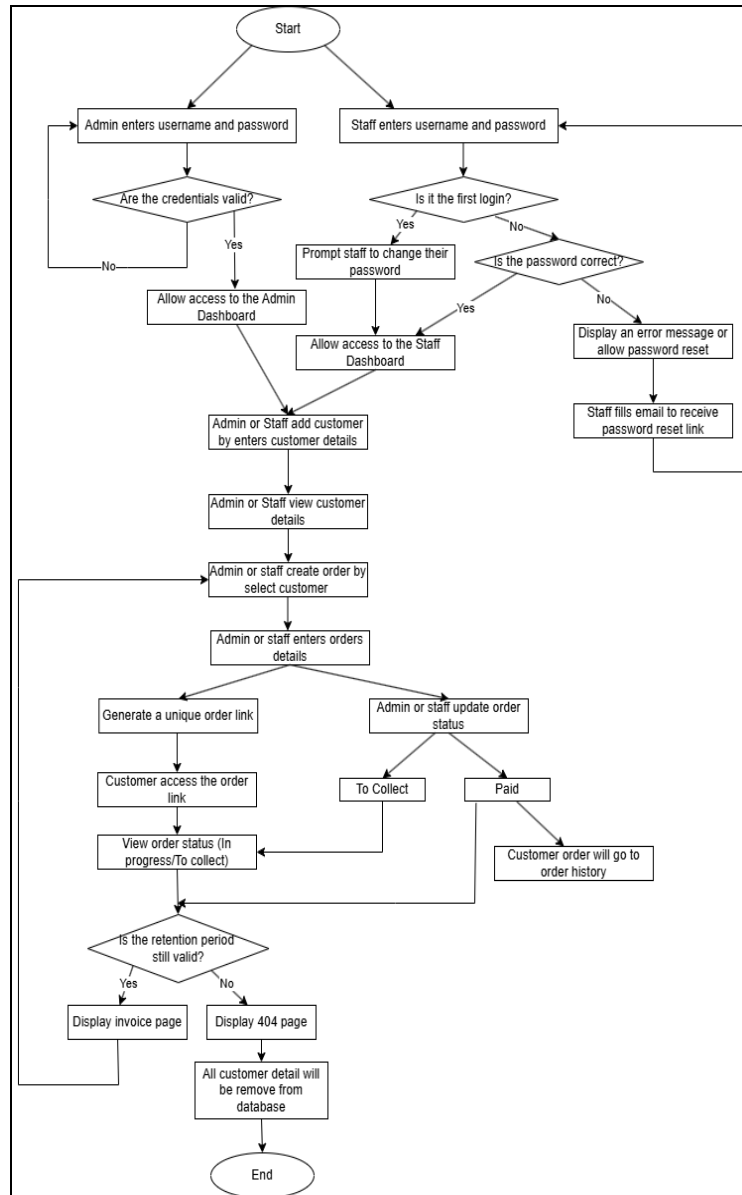 Start
Admin enters username and password
Staff enters username and password
Are the credentials valid?
Is it the first login?
Yes
No
Yes
No
Prompt staff to change their
password
Is the password correct?
Yes
No
Allow access to the Admin
Dashboard
Allow access to the Staff
Dashboard
Display an error message or
allow password reset
Staff fills email to receive
password reset link
Admin or Staff add customer
by enters customer details
Admin or Staff view customer
details
Admin or staff create order by
select customer
Admin or staff enters orders
details
Generate a unique order link
Admin or staff update order
status
Customer access the order
link
To Collect
Paid
View order status (In
progress/To collect)
Customer order will go to
order history
Is the retention period
still valid?
Yes
No
Display invoice page
Display 404 page
All customer detail will
be remove from
database
End